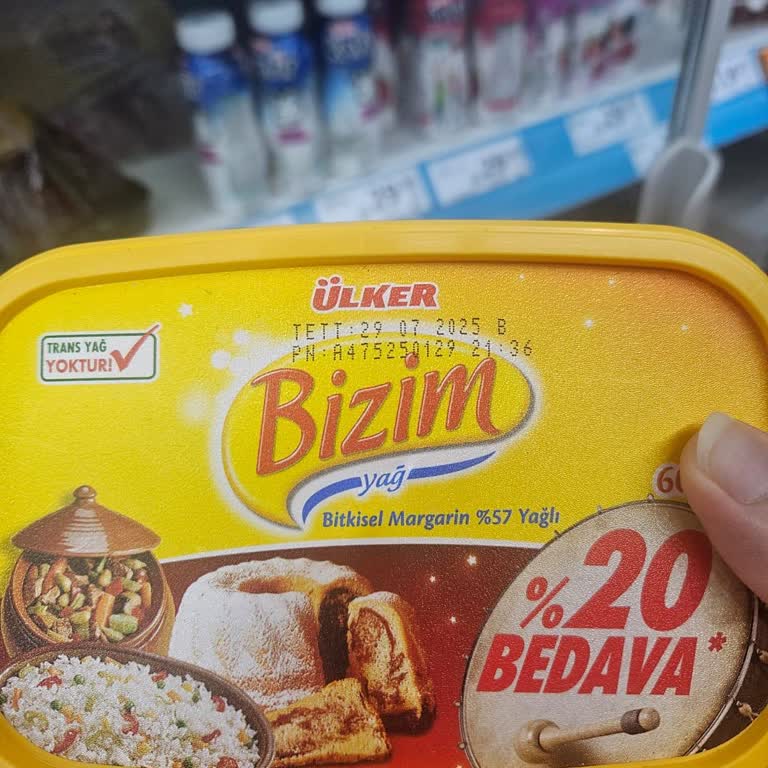 ÜLKER
TETT:29 07 2025 B
PN:A475250129 21:36
TRANS YAĞ
YOKTUR!
Bizim
yağ
Bitkisel Margarin %57 Yağlı
%20
BEDAVA*